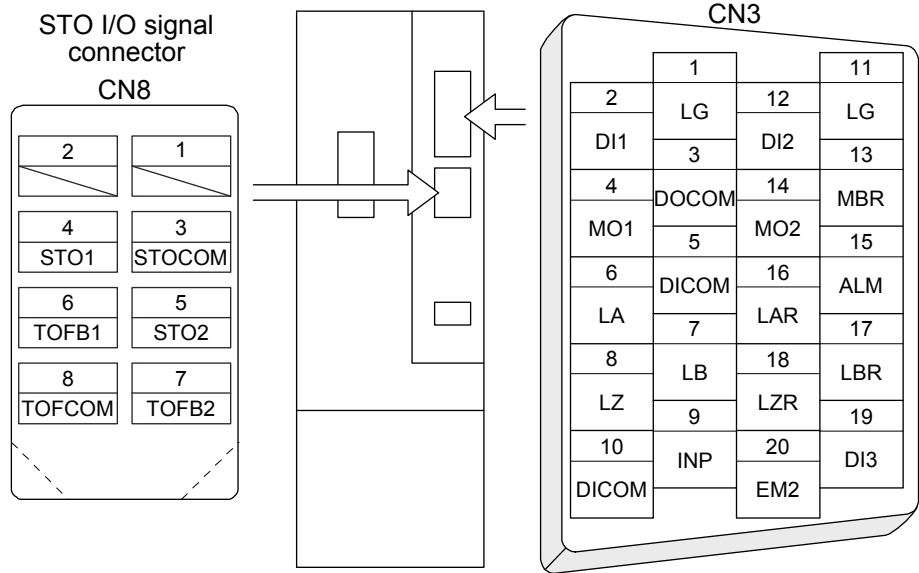 STO I/O signal
connector
CN8
2
1
4
STO1
3
STOCOM
6
TOFB1
5
STO2
8
TOFCOM
7
TOFB2
CN3
1
LG
11
LG
2
DI1
12
DI2
3
DOCOM
13
MBR
4
MO1
14
MO2
5
DICOM
15
ALM
6
LA
16
LAR
7
LB
17
LBR
8
LZ
18
LZR
9
INP
19
DI3
10
DICOM
20
EM2